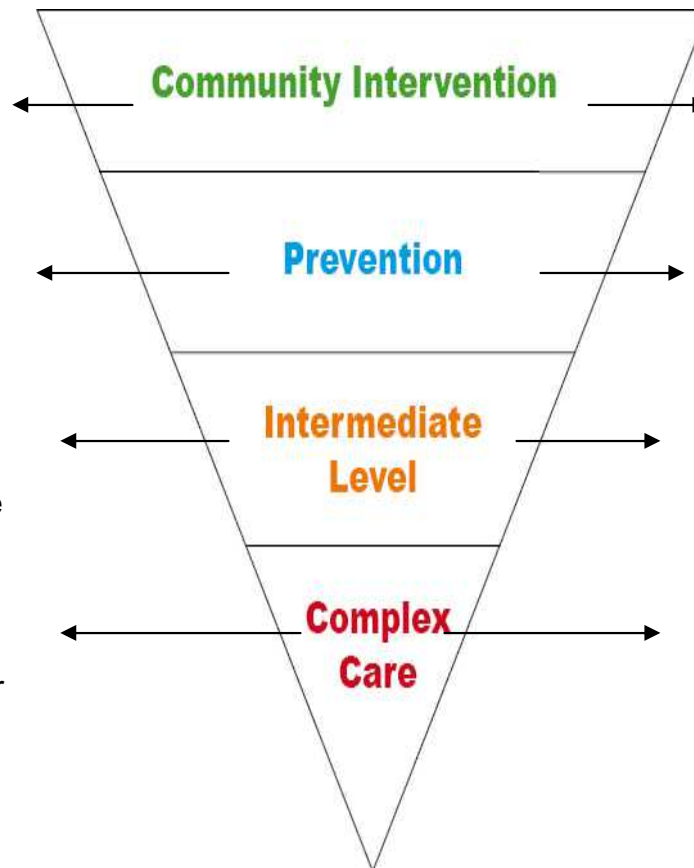 Community Intervention
Prevention
Intermediate
Level
Complex
Care